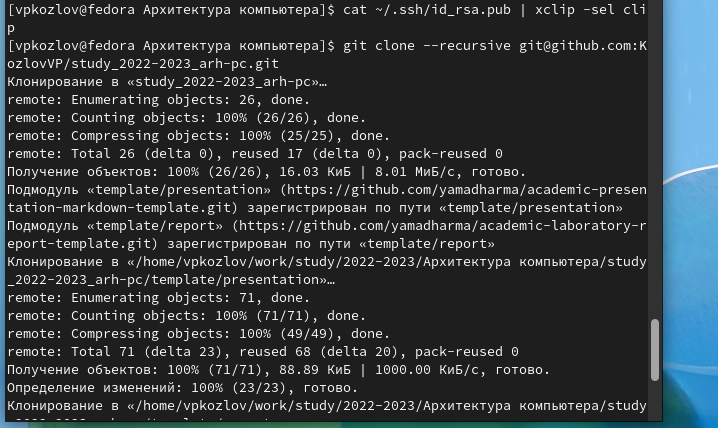 [vpkozlov@fedora Архитектура компьютера]$ cat ~/.ssh/id_rsa.pub | xclip -sel cli
p
[vpkozlov@fedora Архитектура компьютера]$ git clone --recursive git@github.com:K
ozlovVP/study_2022-2023_arh-pc.git
Клонирование в «study_2022-2023_arh-pc»…
remote: Enumerating objects: 26, done.
remote: Counting objects: 100% (26/26), done.
remote: Compressing objects: 100% (25/25), done.
remote: Total 26 (delta 0), reused 17 (delta 0), pack-reused 0
Получение объектов: 100% (26/26), 16.03 КиБ | 8.01 МиБ/с, готово.
Подмодуль «template/presentation» (https://github.com/yamadharma/academic-presen
tation-markdown-template.git) зарегистрирован по пути «template/presentation»
Подмодуль «template/report» (https://github.com/yamadharma/academic-laboratory-r
eport-template.git) зарегистрирован по пути «template/report»
Клонирование в «/home/vpkozlov/work/study/2022-2023/Архитектура компьютера/study
_2022-2023_arh-pc/template/presentation»…
remote: Enumerating objects: 71, done.
remote: Counting objects: 100% (71/71), done.
remote: Compressing objects: 100% (49/49), done.
remote: Total 71 (delta 23), reused 68 (delta 20), pack-reused 0
Получение объектов: 100% (71/71), 88.89 КиБ | 1000.00 КиБ/с, готово.
Определение изменений: 100% (23/23), готово.
Клонирование в «/home/vpkozlov/work/study/2022-2023/Архитектура компьютера/study